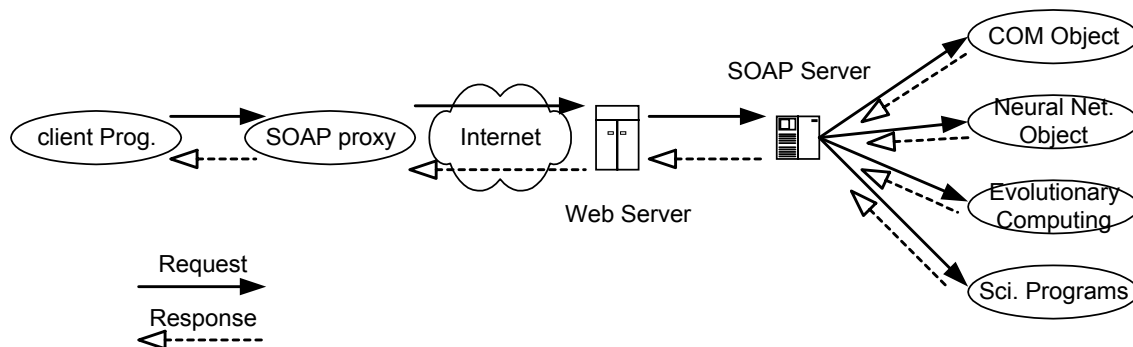 COM Object
SOAP Server
client Prog.
SOAP proxy
Internet
Neural Net.
Object
Web Server
Evolutionary
Computing
Request
Sci. Programs
Response